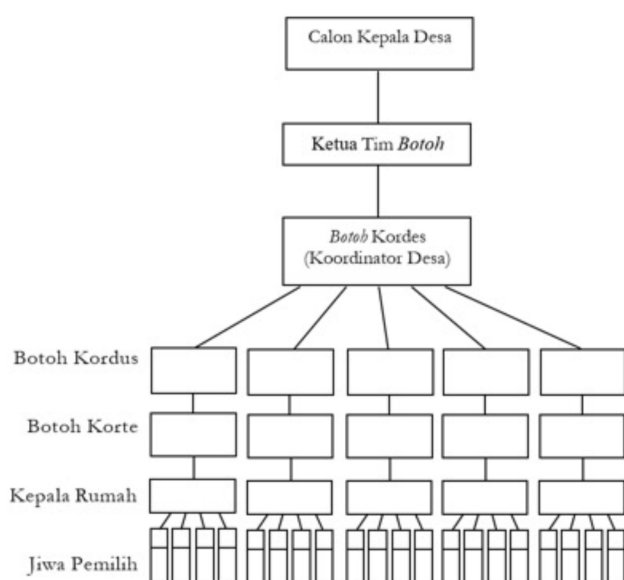 Calon Kepala Desa
Ketua Tim Botoh
Botoh Kordes
(Koordinator Desa)
Botoh Kordus
Botoh Korte
Kepala Rumah
Jiwa Pemilih